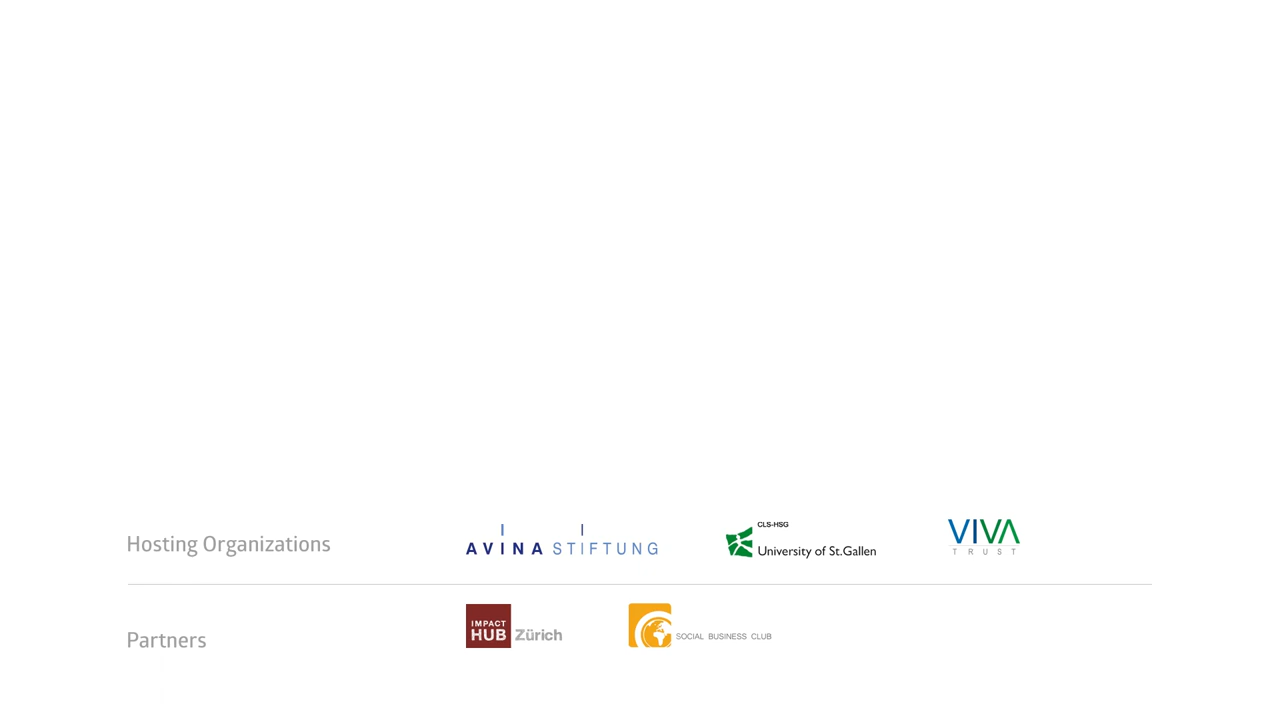 Hosting Organizations
AVINA STIFTUNG
CLS-HSG
University of St.Gallen
VIVA
TRUST
Partners
IMPACT
HUB Zürich
SOCIAL BUSINESS CLUB